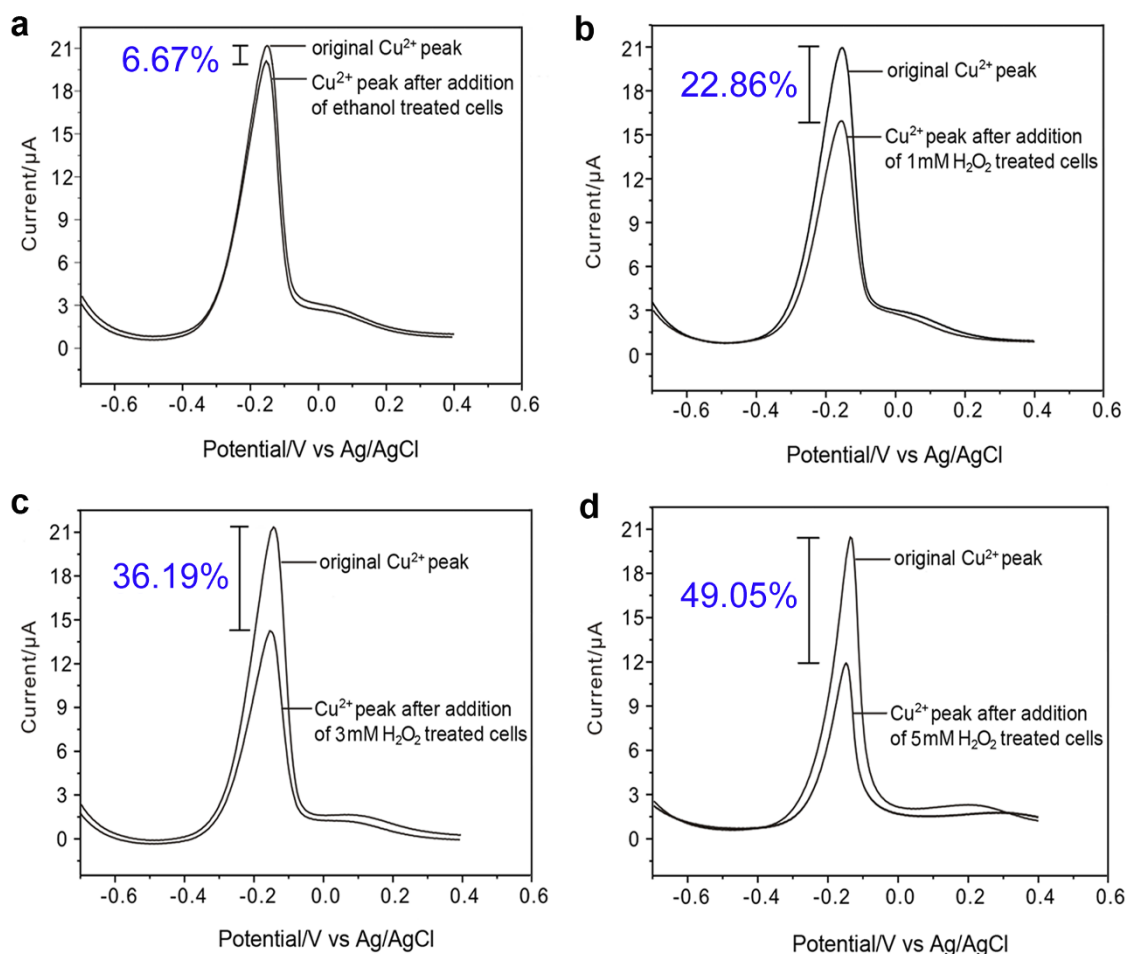 a
6.67%
original Cu²⁺ peak
Cu²⁺ peak after addition
of ethanol treated cells
21
18
15
12
9
6
3
0
Current/µA
-0.6
-0.4
-0.2
0.0
0.2
0.4
0.6
Potential/V vs Ag/AgCl
b
22.86%
original Cu²⁺ peak
Cu²⁺ peak after addition
of 1mM H₂O₂ treated cells
21
18
15
12
9
6
3
0
Current/µA
-0.6
-0.4
-0.2
0.0
0.2
0.4
0.6
Potential/V vs Ag/AgCl
c
36.19%
original Cu²⁺ peak
Cu²⁺ peak after addition
of 3mM H₂O₂ treated cells
21
18
15
12
9
6
3
0
Current/µA
-0.6
-0.4
-0.2
0.0
0.2
0.4
0.6
Potential/V vs Ag/AgCl
d
49.05%
original Cu²⁺ peak
Cu²⁺ peak after addition
of 5mM H₂O₂ treated cells
21
18
15
12
9
6
3
0
Current/µA
-0.6
-0.4
-0.2
0.0
0.2
0.4
0.6
Potential/V vs Ag/AgCl